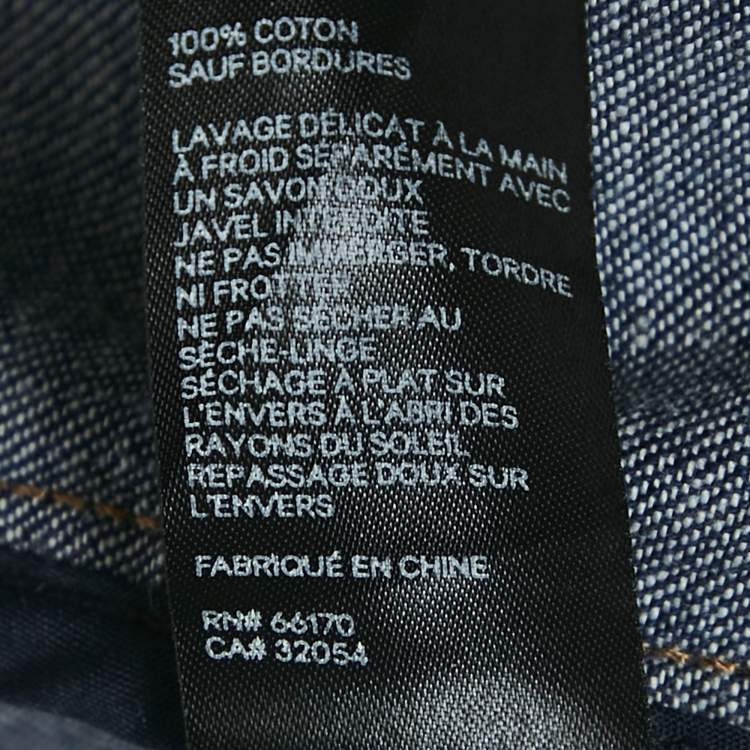 100% COTON
SAUF BORDURES
LAVAGE DÉLICAT À LA MAIN
À FROID SÉPARÉMENT AVEC
UN SAVON DOUX
JAVEL INTERDITE
NE PAS IMMERGER, TORDRE
NI FROTTER
NE PAS SÉCHER AU
SÈCHE-LINGE
SÉCHAGE À PLAT SUR
L'ENVERS À L'ABRI DES
RAYONS DU SOLEIL
REPASSAGE DOUX SUR
L'ENVERS
FABRIQUÉ EN CHINE
RN# 66170
CA# 32054